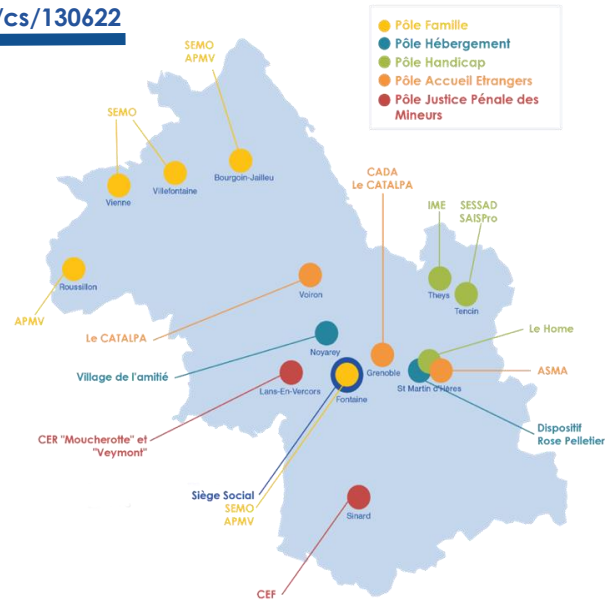 /cs/130622
Pôle Famille
Pôle Hébergement
Pôle Handicap
Pôle Accueil Etrangers
Pôle Justice Pénale des
Mineurs
SEMO
APMV
SEMO
Bourgoin-Jallieu
Villefontaine
Vienne
CADA
Le CATALPA
IME
SESSAD
SAISPro
Roussillon
Voiron
Theys
Tencin
APMV
Le CATALPA
Le Home
Noyarey
Village de l'amitié
Grenoble
ASMA
Lans-En-Vercors
Fontaine
St Martin d'Hères
CER "Moucherotte" et
"Veymont"
Dispositif
Rose Pelletier
Siège Social
SEMO
APMV
Sinard
CEF